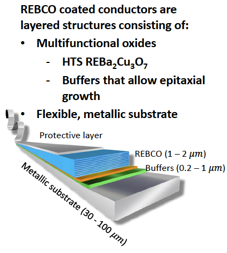 REBCO coated conductors are
layered structures consisting of:
• Multifunctional oxides
- HTS REBa₂Cu₃O₇
- Buffers that allow epitaxial
growth
• Flexible, metallic substrate
Protective layer
REBCO (1 – 2 μm)
Buffers (0.2 – 1 μm)
Metallic substrate (30 - 100 μm)